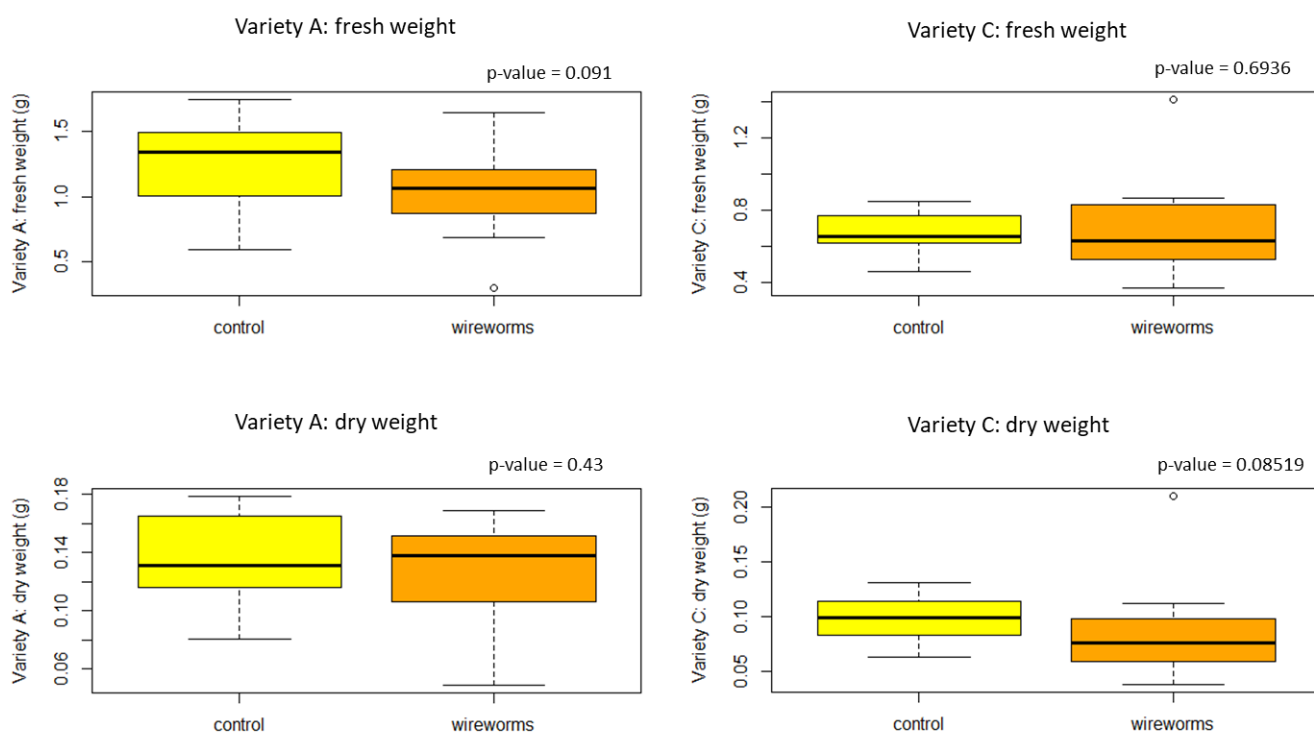 Variety A: fresh weight
p-value = 0.091
Variety A: fresh weight (g)
1.5
1.0
0.5
control
wireworms
Variety C: fresh weight
p-value = 0.6936
Variety C: fresh weight (g)
1.2
0.8
0.4
control
wireworms
Variety A: dry weight
p-value = 0.43
Variety A: dry weight (g)
0.18
0.14
0.10
0.06
control
wireworms
Variety C: dry weight
p-value = 0.08519
Variety C: dry weight (g)
0.20
0.15
0.10
0.05
control
wireworms